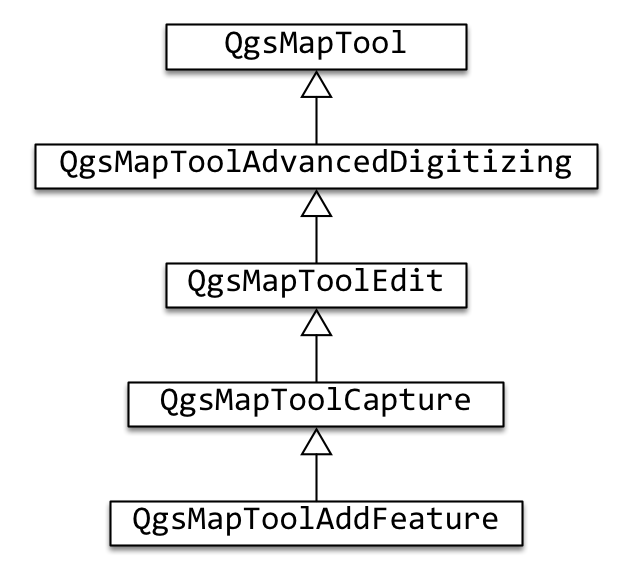 QgsMapTool
QgsMapToolAdvancedDigitizing
QgsMapToolEdit
QgsMapToolCapture
QgsMapToolAddFeature